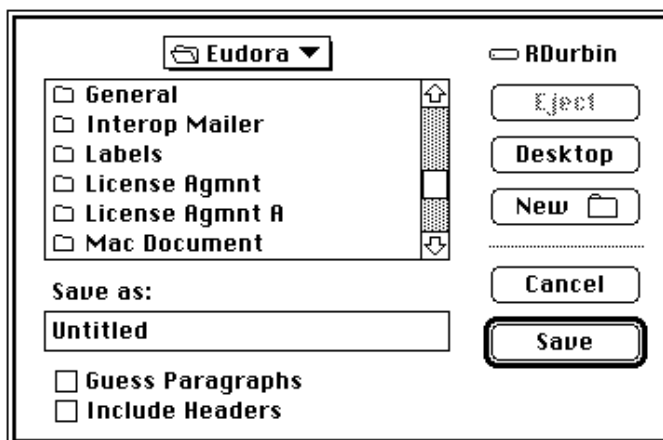 Eudora
RDurbin
General
Interop Mailer
Labels
License Agmnt
License Agmnt A
Mac Document
Eject
Desktop
New
Cancel
Save
Save as:
Untitled
Guess Paragraphs
Include Headers